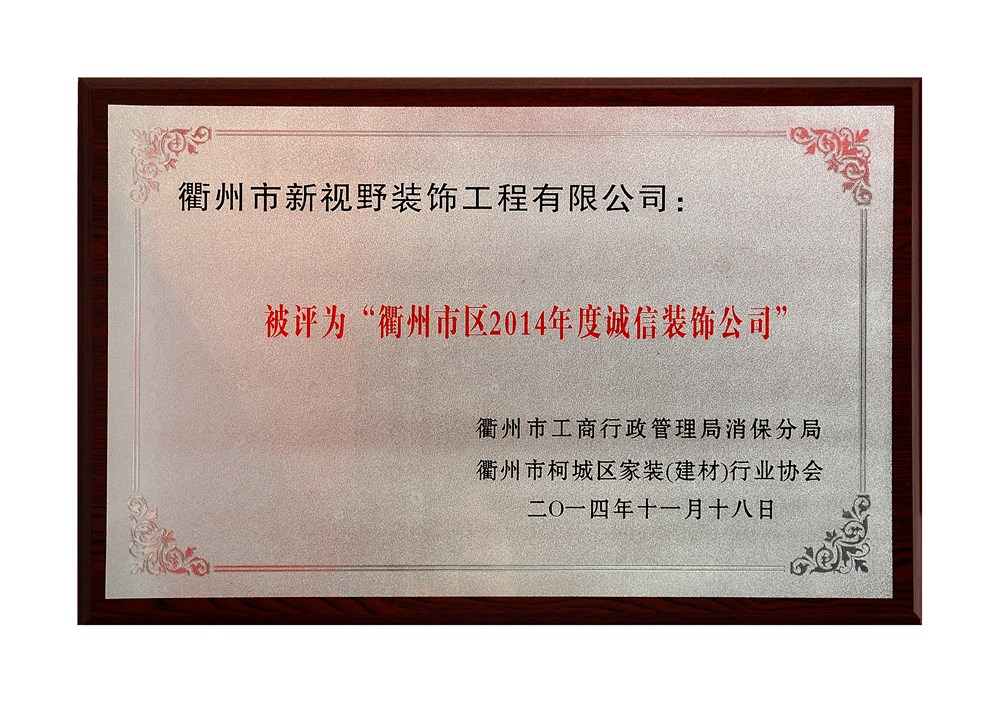 衢州市新视野装饰工程有限公司：
被评为“衢州市区2014年度诚信装饰公司”
衢州市工商行政管理局消保分局
衢州市柯城区家装(建材)行业协会
二〇一四年十一月十八日